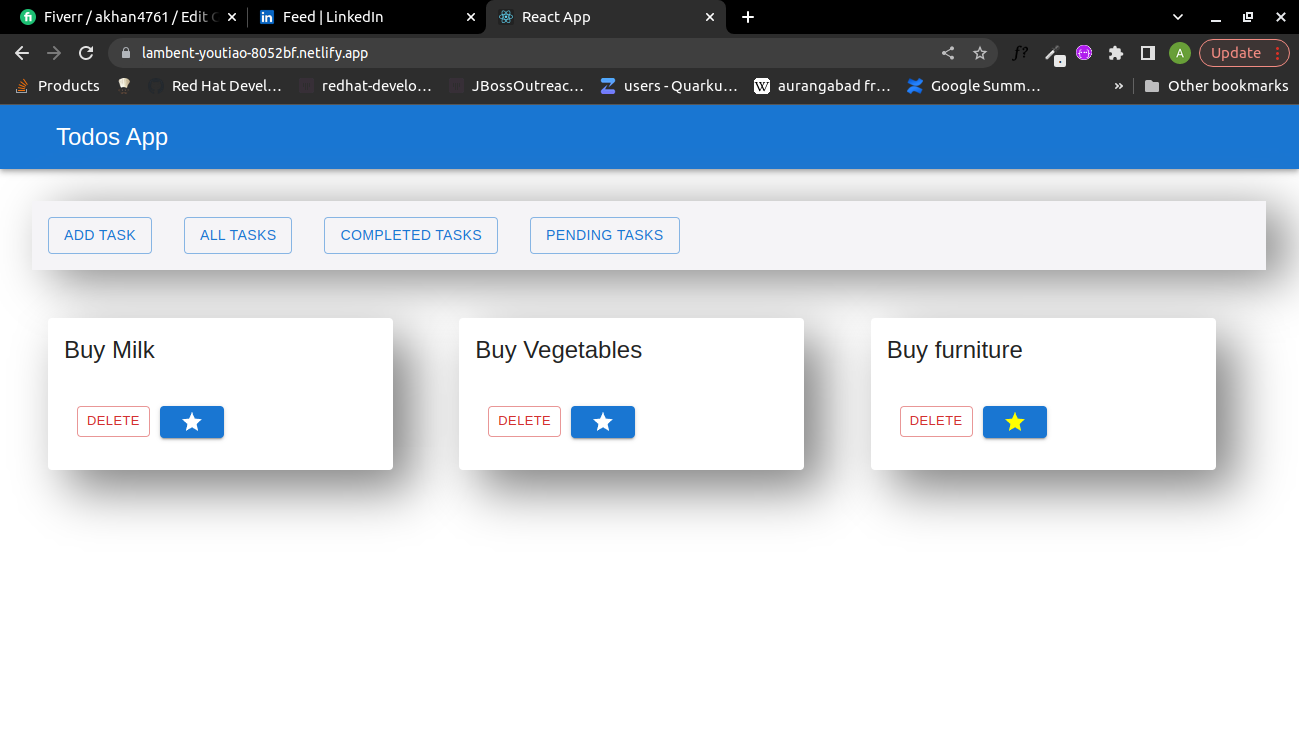 Fiverr / akhan4761 / Edit
Feed | LinkedIn
React App
lambent-youtiao-8052bf.netlify.app
f?
A
Update
Products
Red Hat Devel...
redhat-develo...
JBossOutreac...
users - Quarku...
W
aurangabad fr...
Google Summ...
»
Other bookmarks
Todos App
ADD TASK
ALL TASKS
COMPLETED TASKS
PENDING TASKS
Buy Milk
Buy Vegetables
Buy furniture
DELETE
DELETE
DELETE